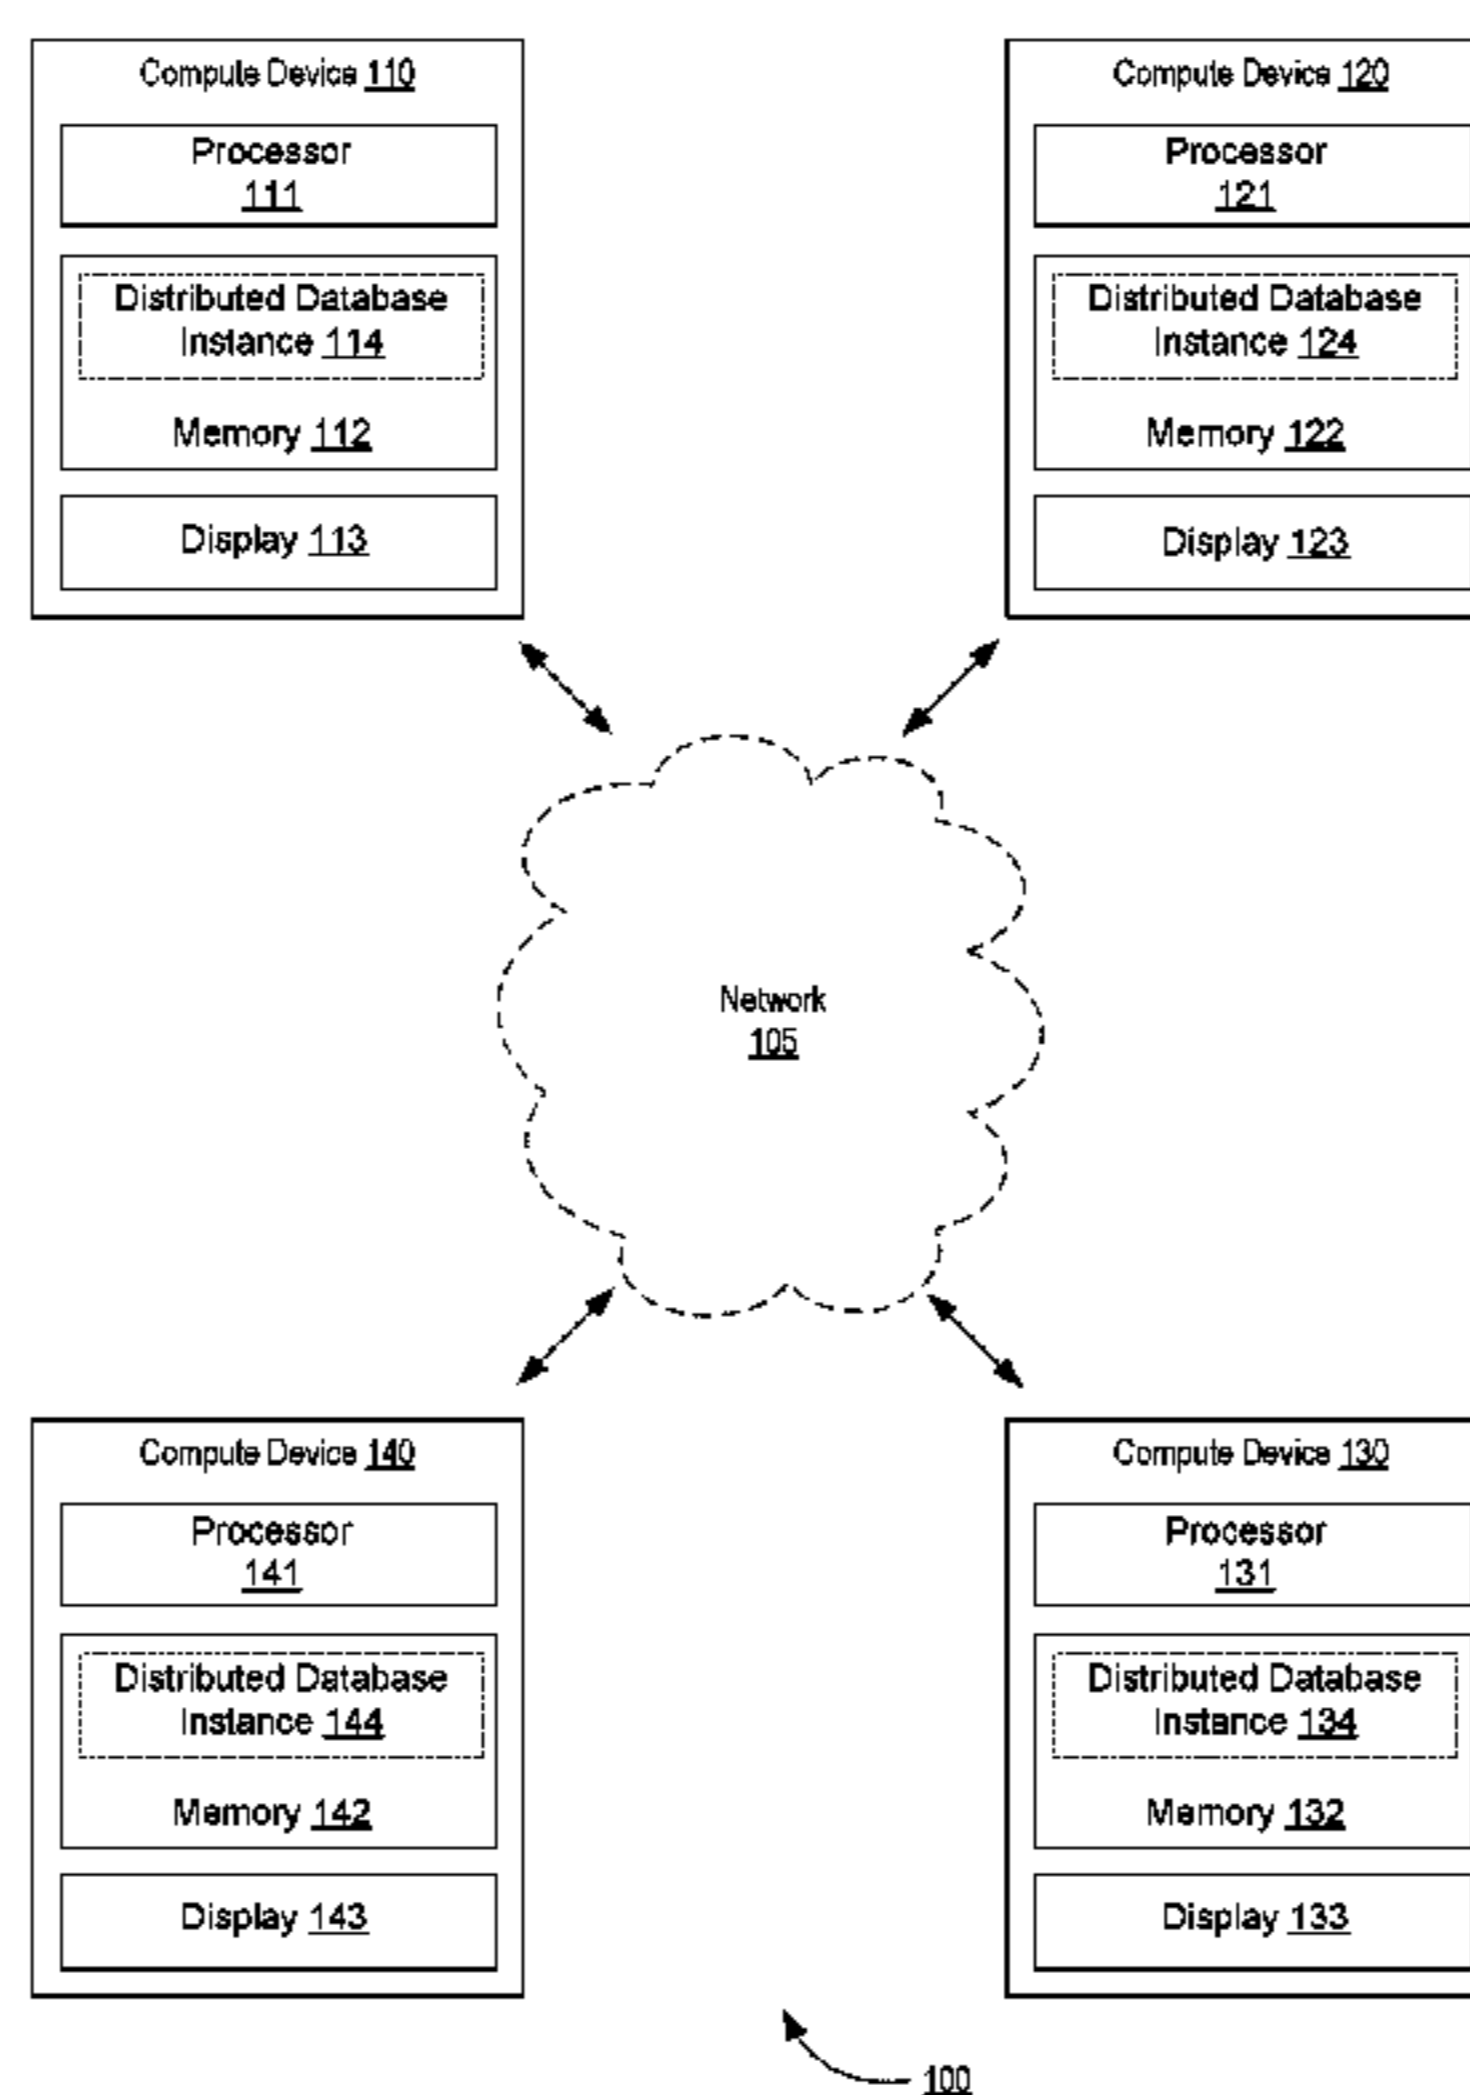 Compute Device 110
Processor
111
Distributed Database
Instance 114
Memory 112
Display 113
Compute Device 120
Processor
121
Distributed Database
Instance 124
Memory 122
Display 123
Network
105
Compute Device 140
Processor
141
Distributed Database
Instance 144
Memory 142
Display 143
Compute Device 130
Processor
131
Distributed Database
Instance 134
Memory 132
Display 133
100